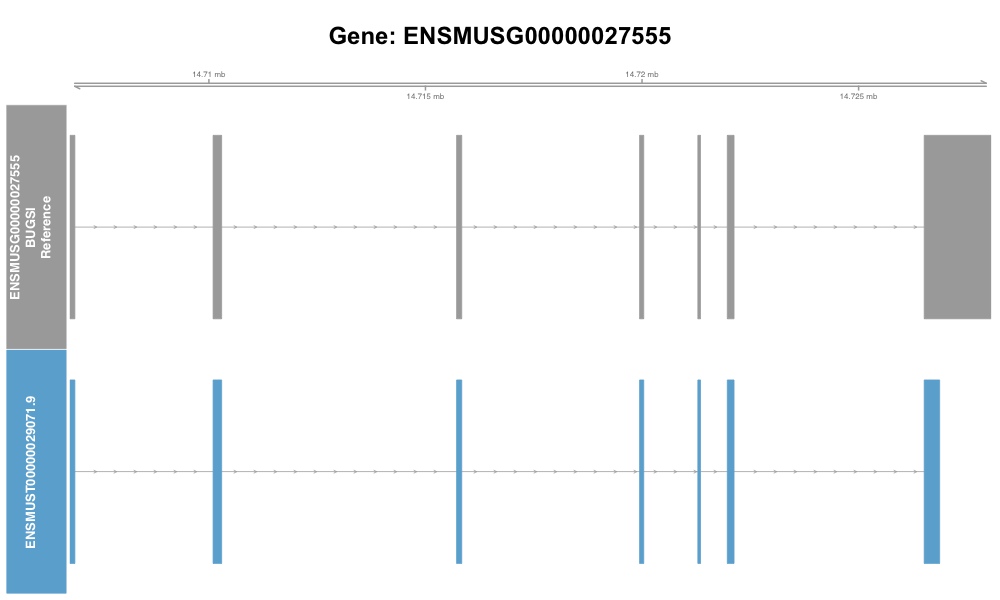 Gene: ENSMUSG00000027555
14.71 mb
14.72 mb
14.715 mb
14.725 mb
ENSMUSG00000027555
BUGSI
Reference
ENSMUST00000029071.9